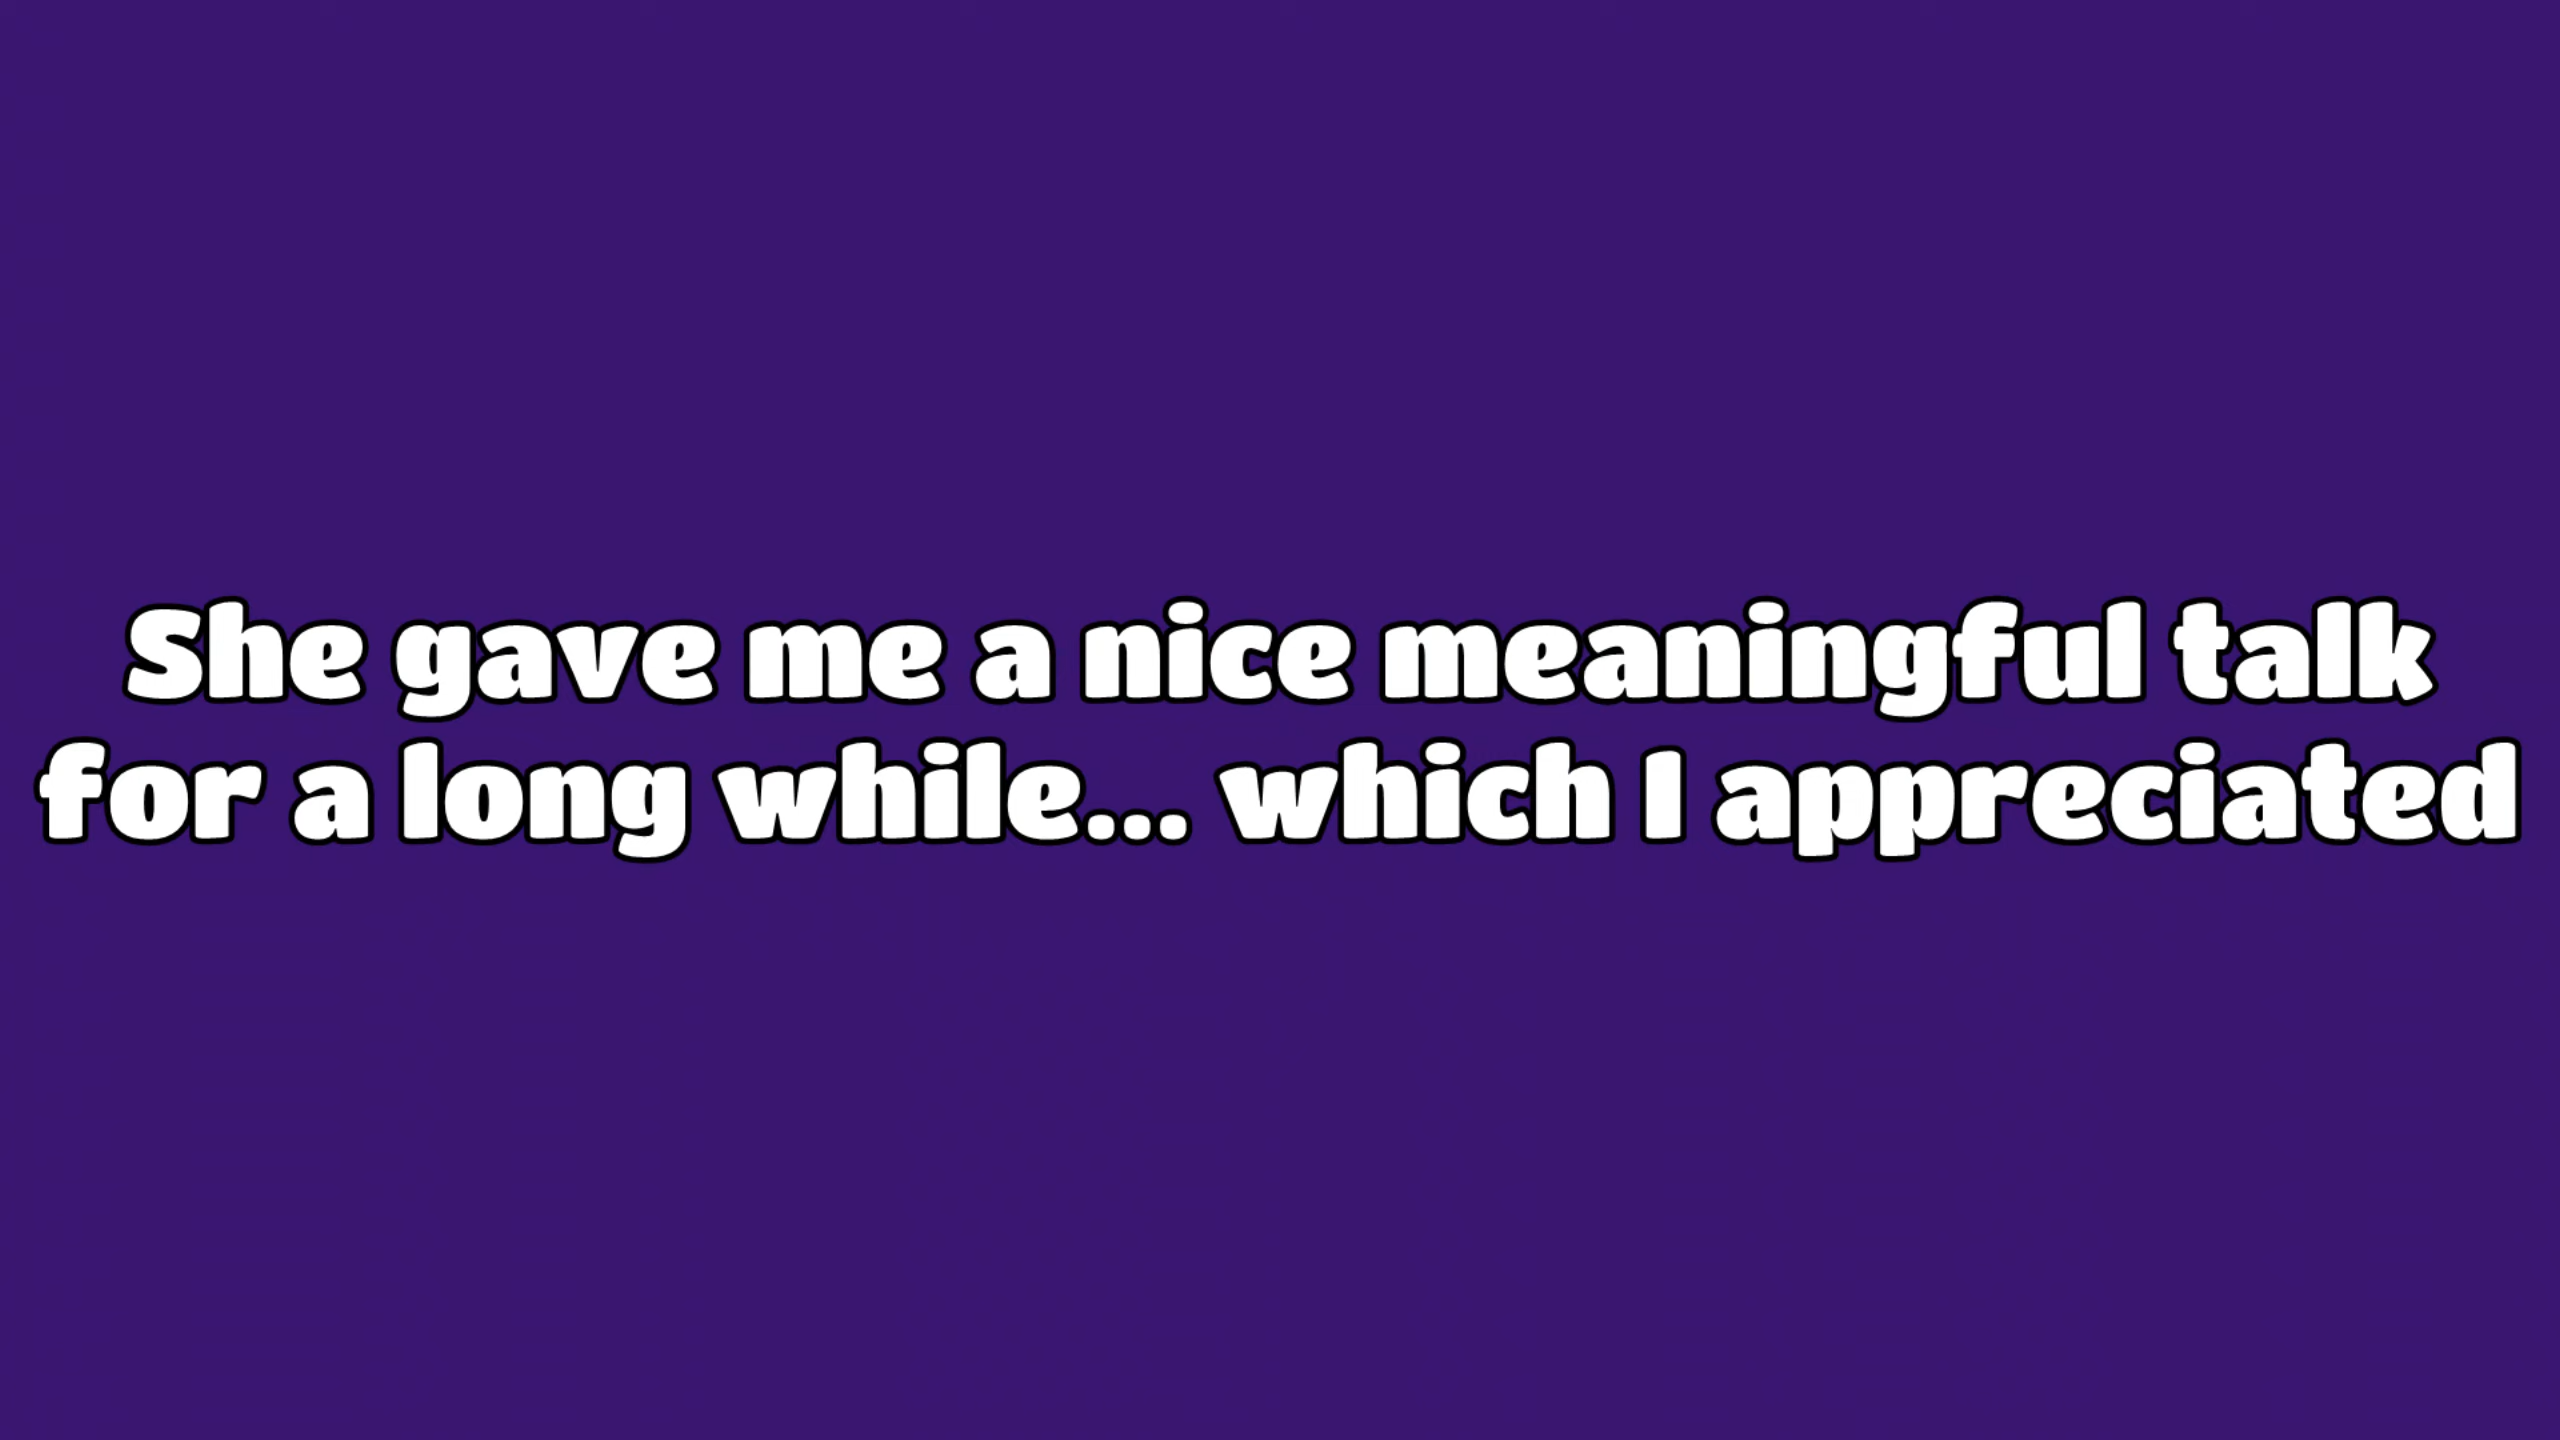 She gave me a nice meaningful talk
for a long while... which I appreciated